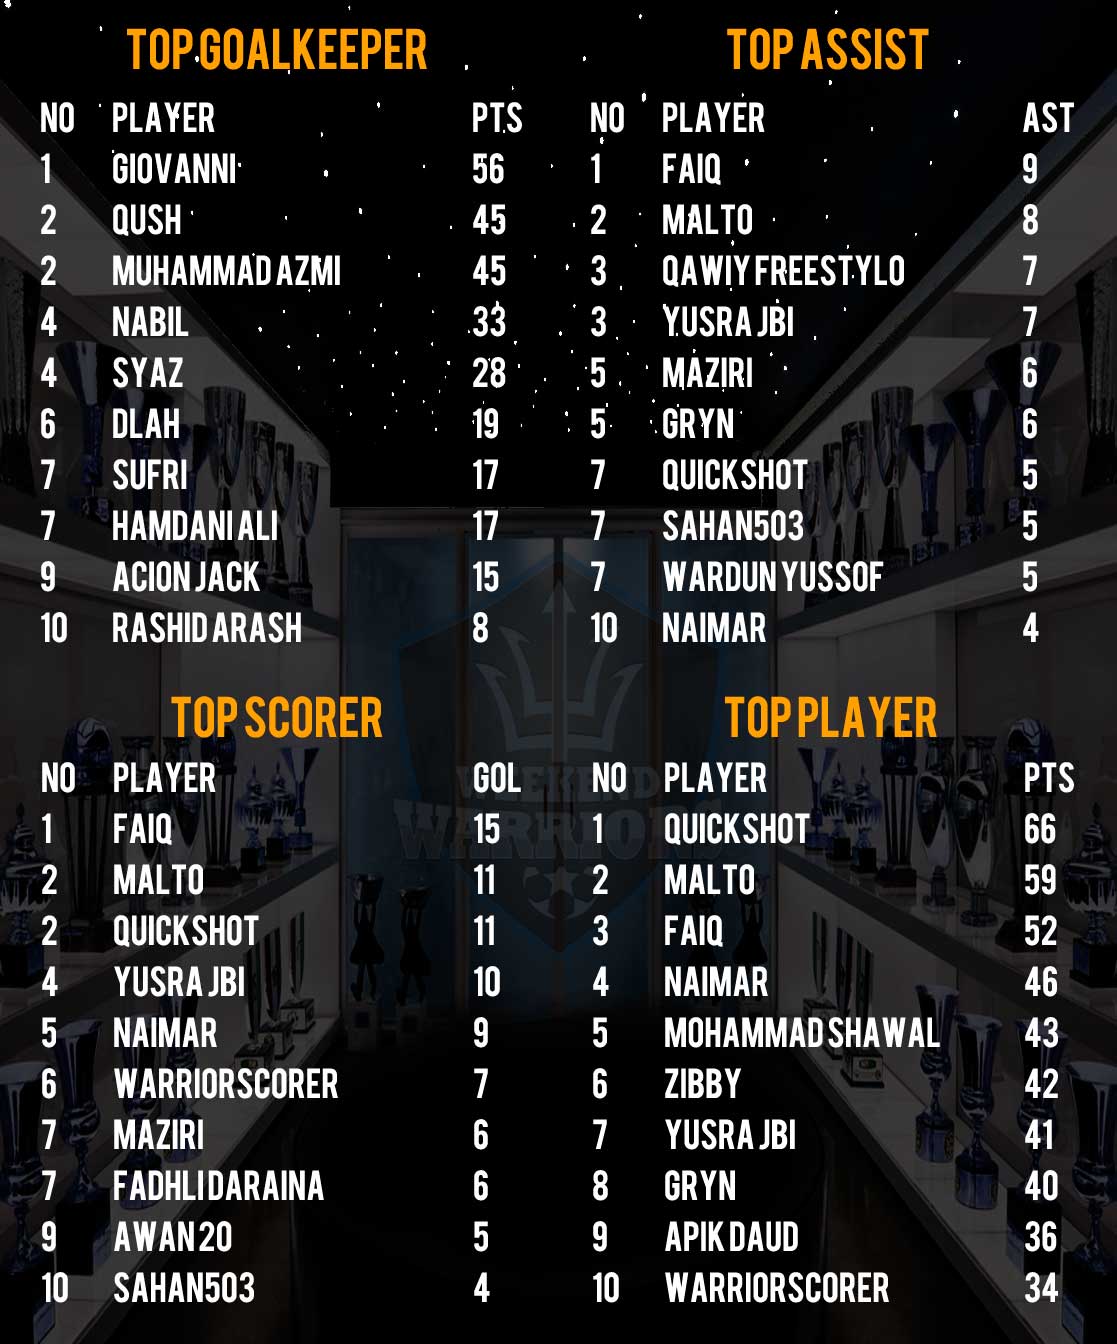 TOP GOALKEEPER
NO PLAYER PTS
1 GIOVANNI 56
2 QUSH 45
2 MUHAMMAD AZMI 45
4 NABIL 33
4 SYAZ 28
6 DLAH 19
7 SUFRI 17
7 HAMDANI ALI 17
9 ACION JACK 15
10 RASHID ARASH 8
TOP ASSIST
NO PLAYER AST
1 FAIQ 9
2 MALTO 8
3 QAWIY FREESTYLO 7
3 YUSRA JBI 7
5 MAZIRI 6
5 GRYN 6
7 QUICKSHOT 5
7 SAHAN503 5
7 WARDUN YUSSOF 5
10 NAIMAR 4
TOP SCORER
NO PLAYER GOL
1 FAIQ 15
2 MALTO 11
2 QUICKSHOT 11
4 YUSRA JBI 10
5 NAIMAR 9
6 WARRIORSCORER 7
7 MAZIRI 6
7 FADHLI DARAINA 6
9 AWAN 20 5
10 SAHAN503 4
TOP PLAYER
NO PLAYER PTS
1 QUICKSHOT 66
2 MALTO 59
3 FAIQ 52
4 NAIMAR 46
5 MOHAMMAD SHAWAL 43
6 ZIBBY 42
7 YUSRA JBI 41
8 GRYN 40
9 APIK DAUD 36
10 WARRIORSCORER 34
WEEKEND
WARRIORS